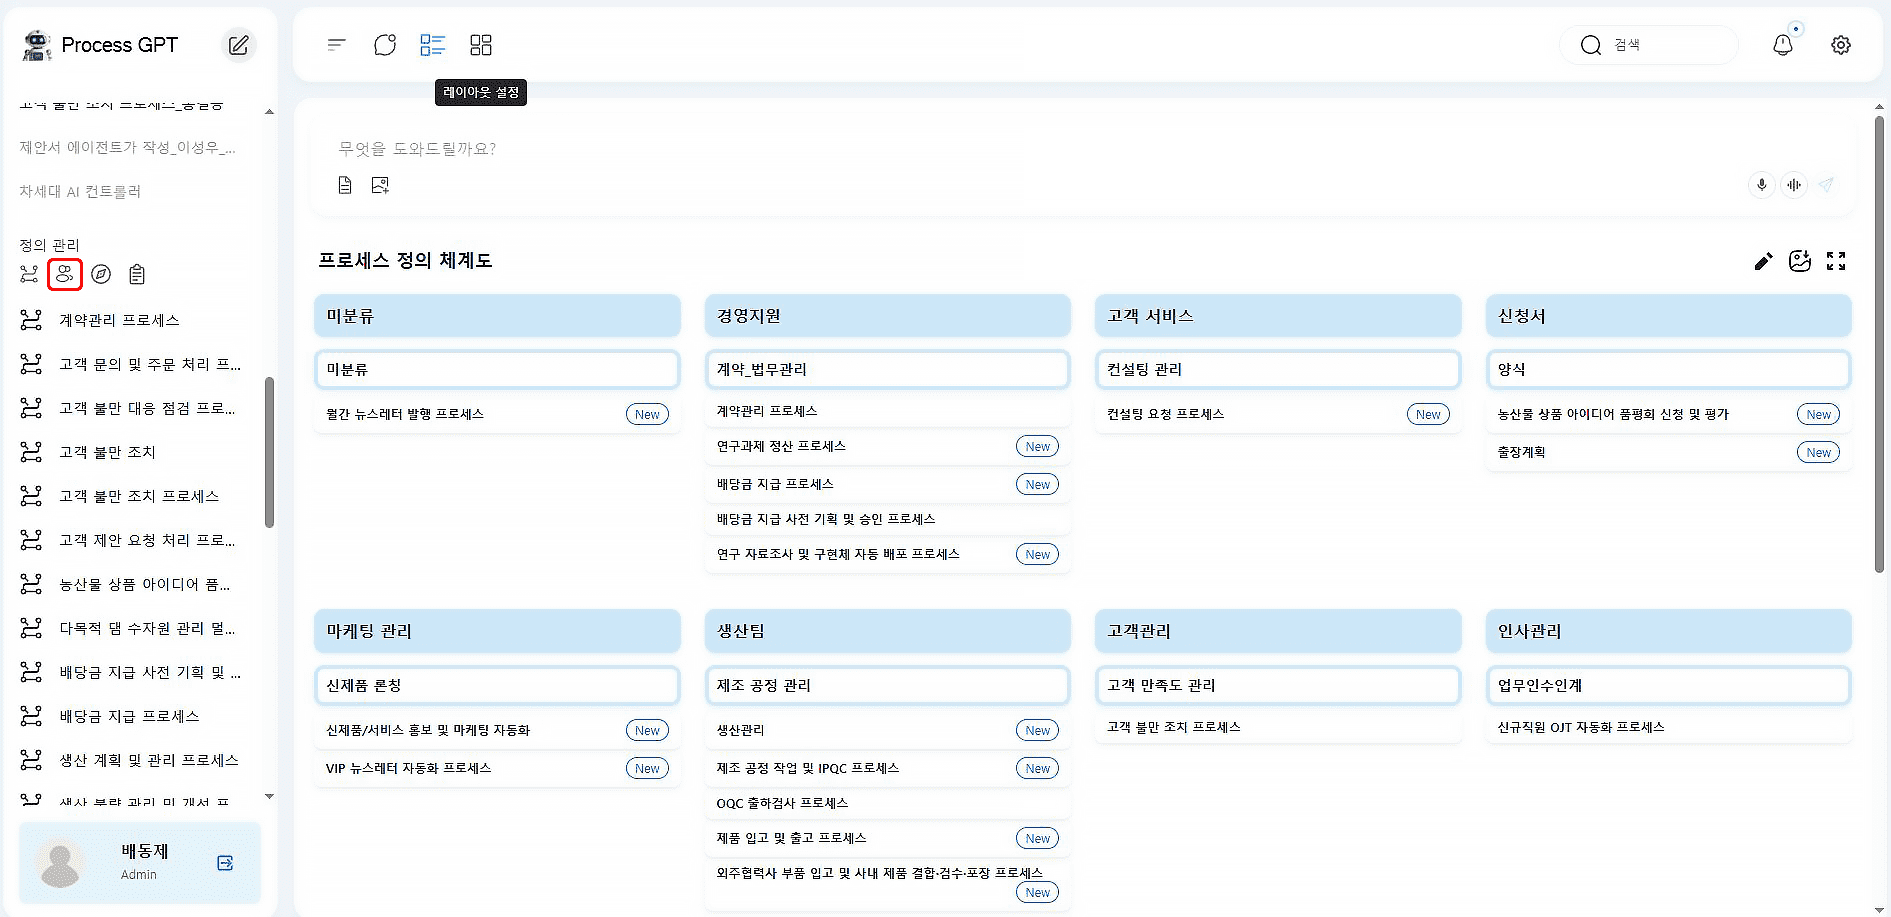 Process GPT
검색
레이아웃 설정
제안서 에이전트가 작성_이성우_...
차세대 AI 컨트롤러
정의 관리
계약관리 프로세스
고객 문의 및 주문 처리 프...
고객 불만 대응 점검 프로...
고객 불만 조치
고객 불만 조치 프로세스
고객 제안 요청 처리 프로...
농산물 상품 아이디어 품...
다목적 댐 수자원 관리 멀...
배당금 지급 사전 기획 및 ...
배당금 지급 프로세스
생산 계획 및 관리 프로세스
생산 불량 관리 및 개선 프
배동제
Admin
무엇을 도와드릴까요?
프로세스 정의 체계도
미분류
미분류
월간 뉴스레터 발행 프로세스 New
경영지원
계약_법무관리
계약관리 프로세스
연구과제 정산 프로세스 New
배당금 지급 프로세스 New
배당금 지급 사전 기획 및 승인 프로세스
연구 자료조사 및 구현체 자동 배포 프로세스 New
고객 서비스
컨설팅 관리
컨설팅 요청 프로세스 New
신청서
양식
농산물 상품 아이디어 품평회 신청 및 평가 New
출장계획 New
마케팅 관리
신제품 론칭
신제품/서비스 홍보 및 마케팅 자동화 New
VIP 뉴스레터 자동화 프로세스 New
생산팀
제조 공정 관리
생산관리 New
제조 공정 작업 및 IPQC 프로세스 New
OQC 출하검사 프로세스
제품 입고 및 출고 프로세스 New
외주협력사 부품 입고 및 사내 제품 결합·검수·포장 프로세스
New
고객관리
고객 만족도 관리
고객 불만 조치 프로세스
인사관리
업무인수인계
신규직원 OJT 자동화 프로세스